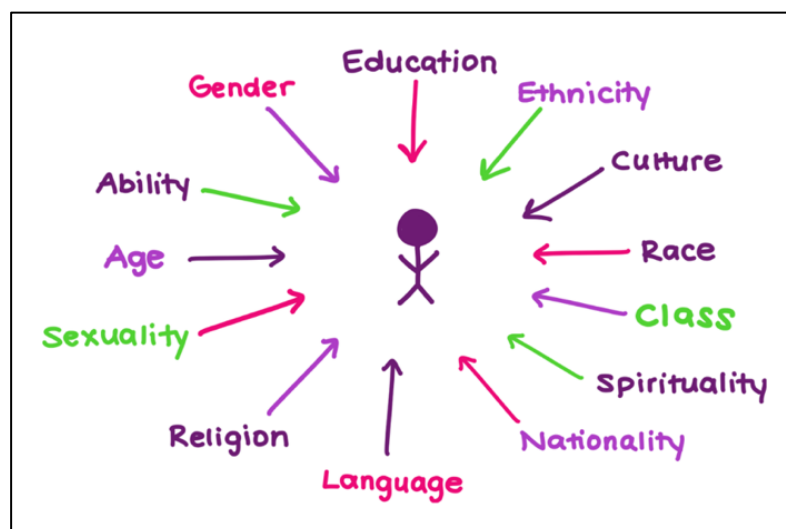 Education
Gender
Ethnicity
Culture
Ability
Race
Age
Class
Sexuality
Spirituality
Religion
Nationality
Language